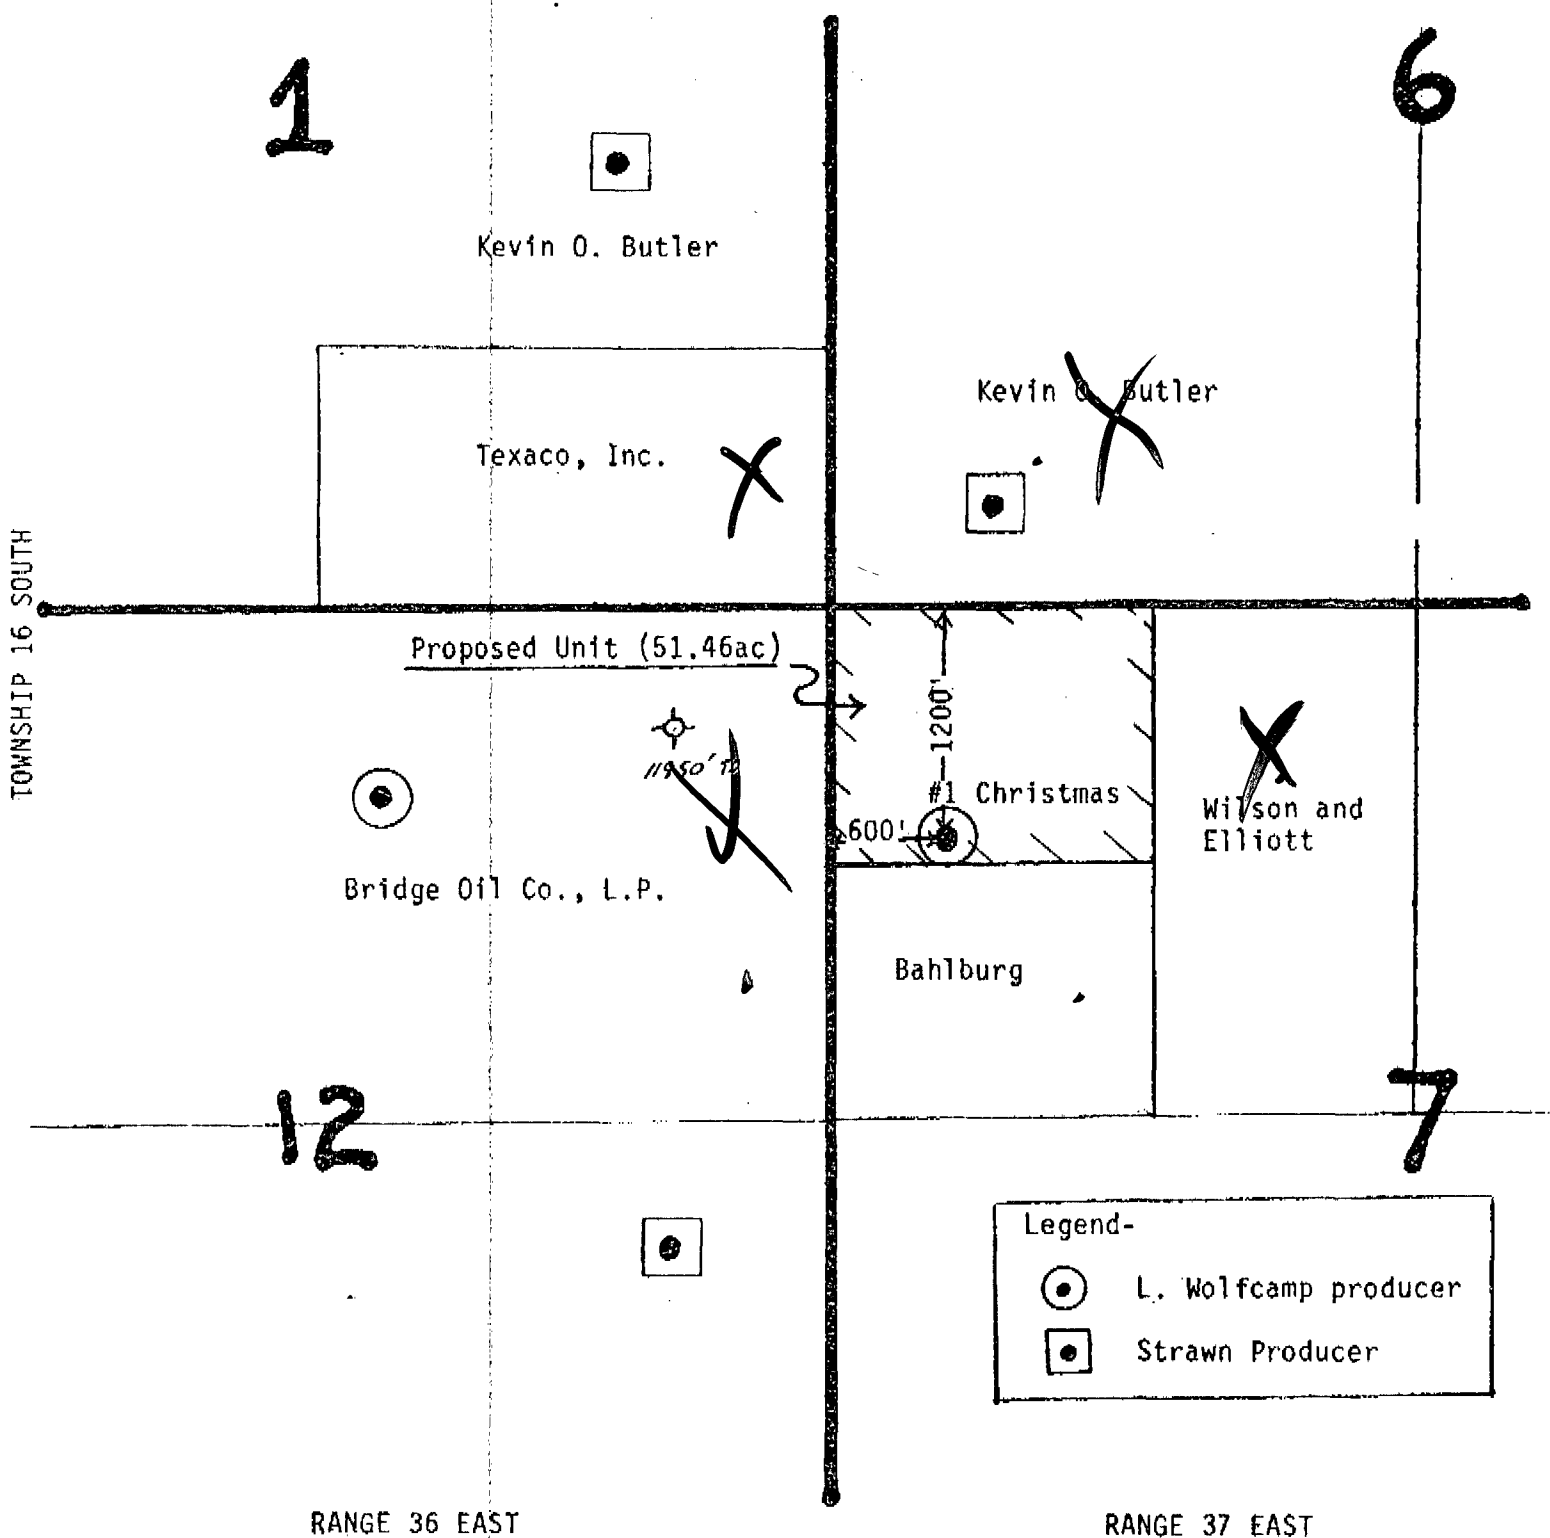 1
6
Kevin O. Butler
Kevin O. Butler
Texaco, Inc.
TOWNSHIP 16 SOUTH
Proposed Unit (51.46ac)
1200'
11950' TD
#1 Christmas
600'
Wilson and
Elliott
Bridge Oil Co., L.P.
Bahlburg
12
7
Legend-
L. Wolfcamp producer
Strawn Producer
RANGE 36 EAST
RANGE 37 EAST